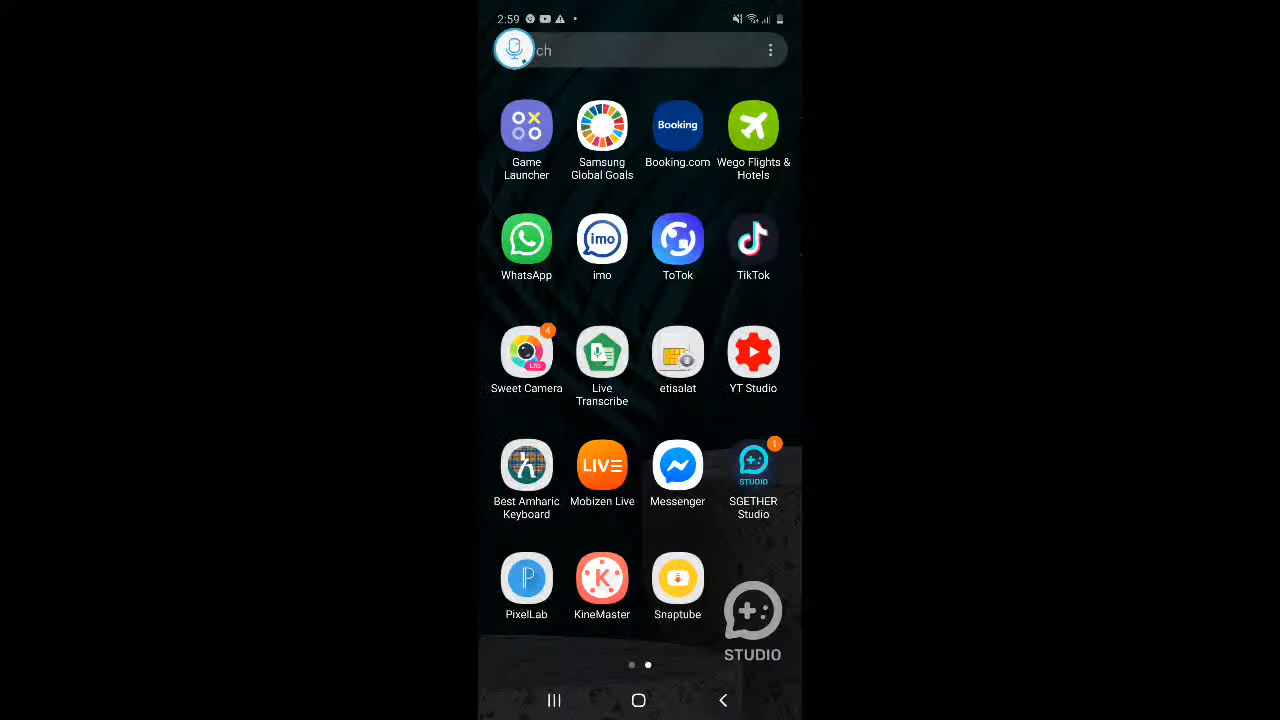 2:59
ch
Booking
Game Launcher
Samsung Global Goals
Booking.com
Wego Flights & Hotels
imo
WhatsApp
imo
ToTok
TikTok
4
Lite
Sweet Camera
Live Transcribe
etisalat
YT Studio
1
LIVE
STUDIO
Best Amharic Keyboard
Mobizen Live
Messenger
SGETHER Studio
P
K
PixelLab
KineMaster
Snaptube
STUDIO